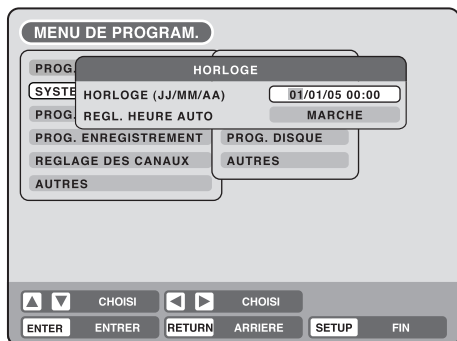 MENU DE PROGRAM.
PROG.
HORLOGE
SYSTE
HORLOGE (JJ/MM/AA) 01/01/05 00:00
PROG.
REGL. HEURE AUTO MARCHE
PROG. ENREGISTREMENT PROG. DISQUE
REGLAGE DES CANAUX AUTRES
AUTRES
CHOISI CHOISI
ENTER ENTRER RETURN ARRIERE SETUP FIN